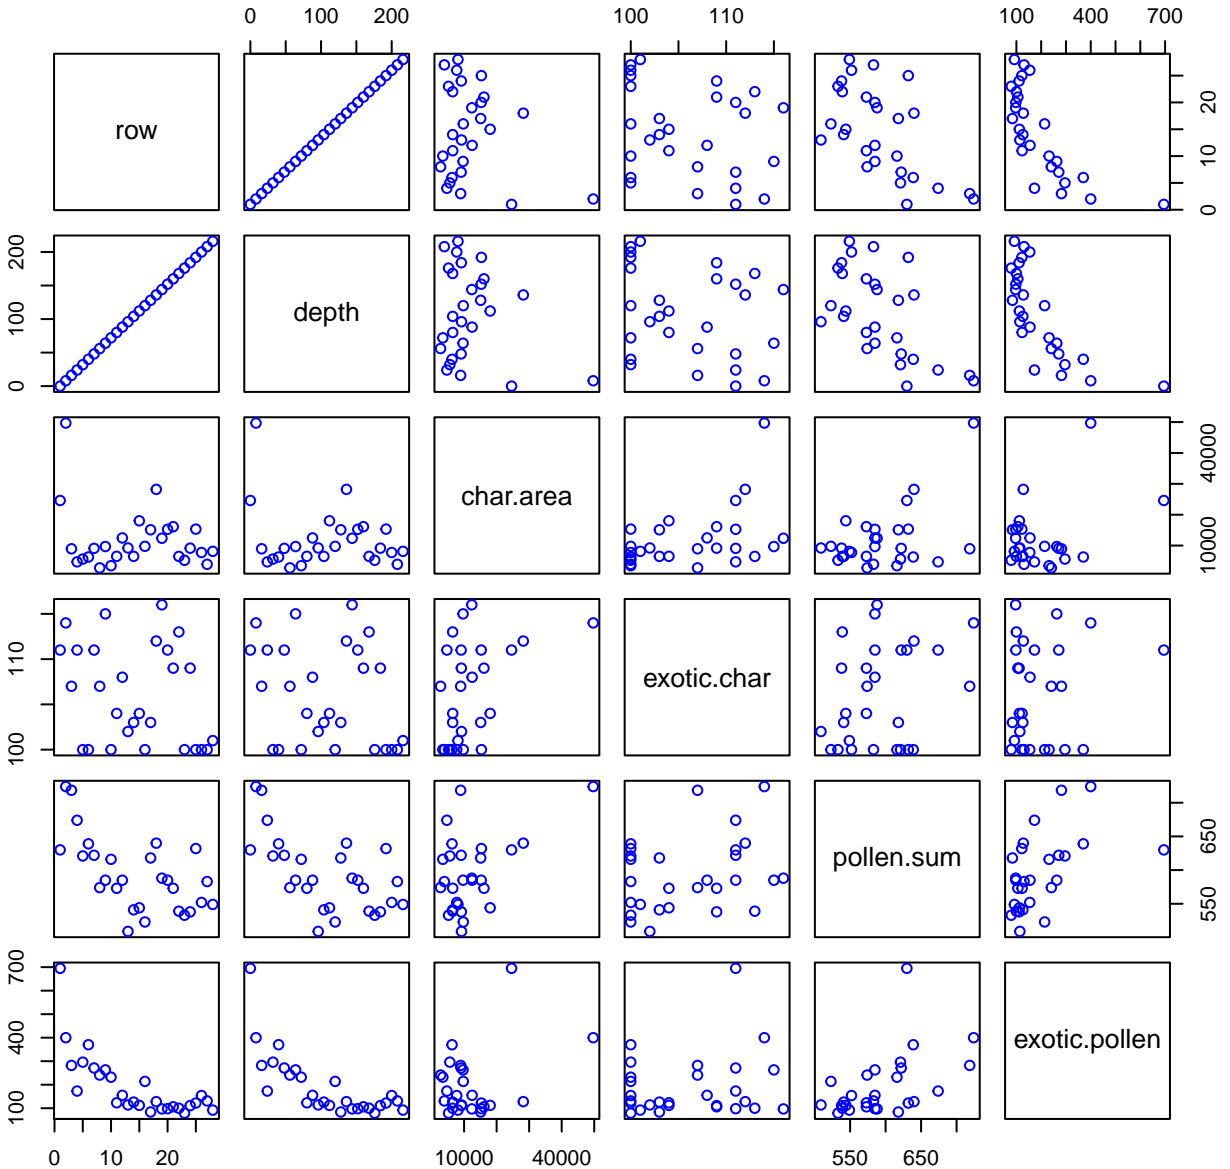 0 100 200 100 110 100 400 700
row 0 10 20
0 100 200 depth
char.area 10000 40000
100 110 exotic.char
pollen.sum 550 650
100 400 700 exotic.pollen
0 10 20 10000 40000 550 650